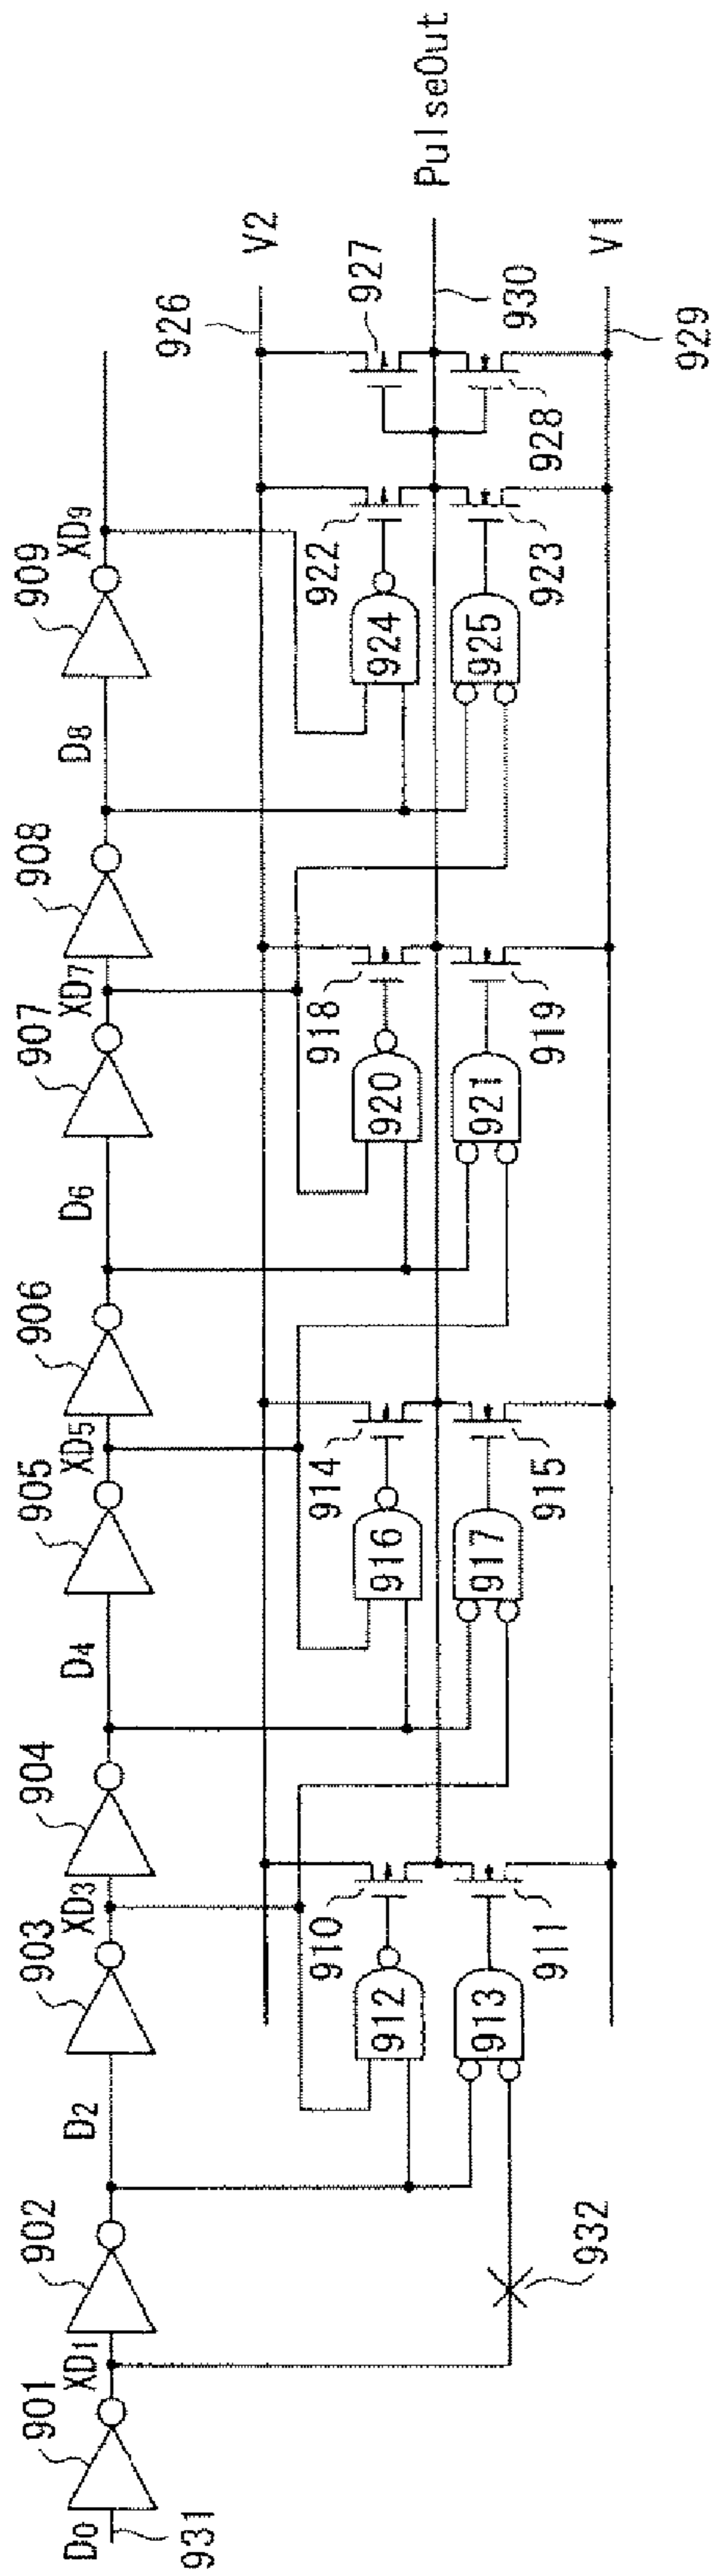 901 902 903 904 905 906 907 908 909
D0 XD1 D2 XD3 D4 XD5 D6 XD7 D8 XD9
931
926 V2
910 914 918 922 927
912 916 920 924
PulseOut
930
913 917 921 925
911 915 919 923 928
932
V1
929